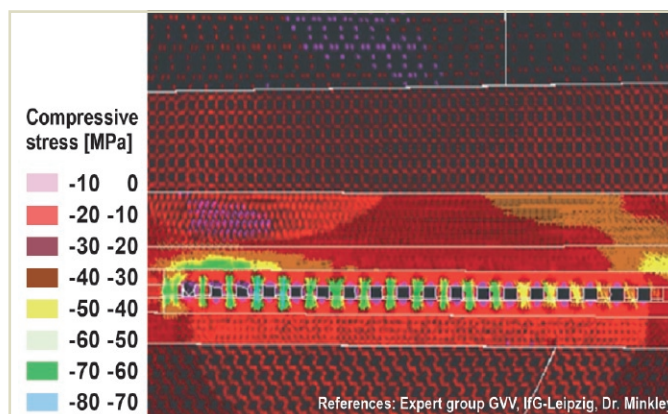 Compressive
stress [MPa]
-10 0
-20 -10
-30 -20
-40 -30
-50 -40
-60 -50
-70 -60
-80 -70
References: Expert group GVV, IfG-Leipzig, Dr. Minkley